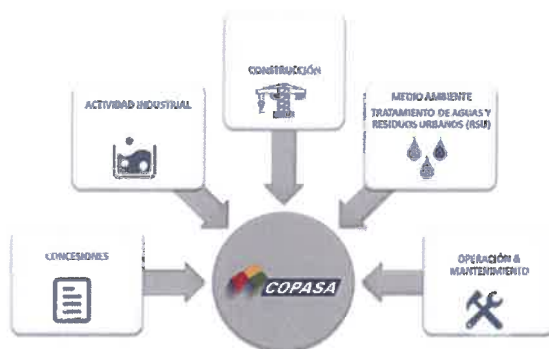 CONSTRUCCIÓN
ACTIVIDAD INDUSTRIAL
MEDIO AMBIENTE
TRATAMIENTO DE AGUAS Y
RESIDUOS URBANOS (RSU)
CONCESIONES
COPASA
OPERACIÓN &
MANTENIMIENTO